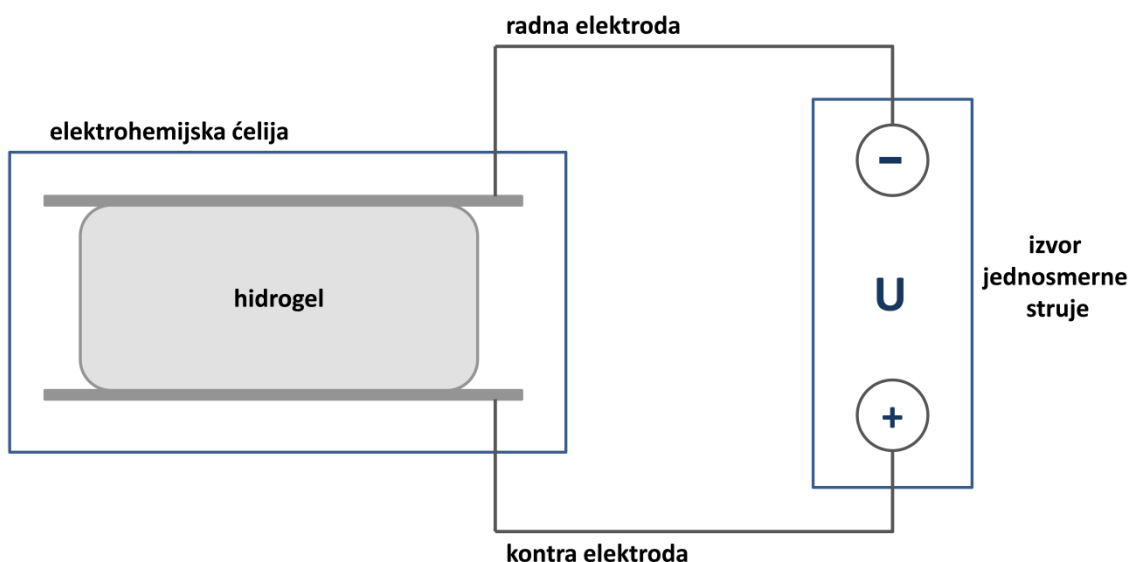 radna elektroda
elektrohemijska ćelija
−
hidrogel
U
izvor
jednosmerne
struje
+
kontra elektroda